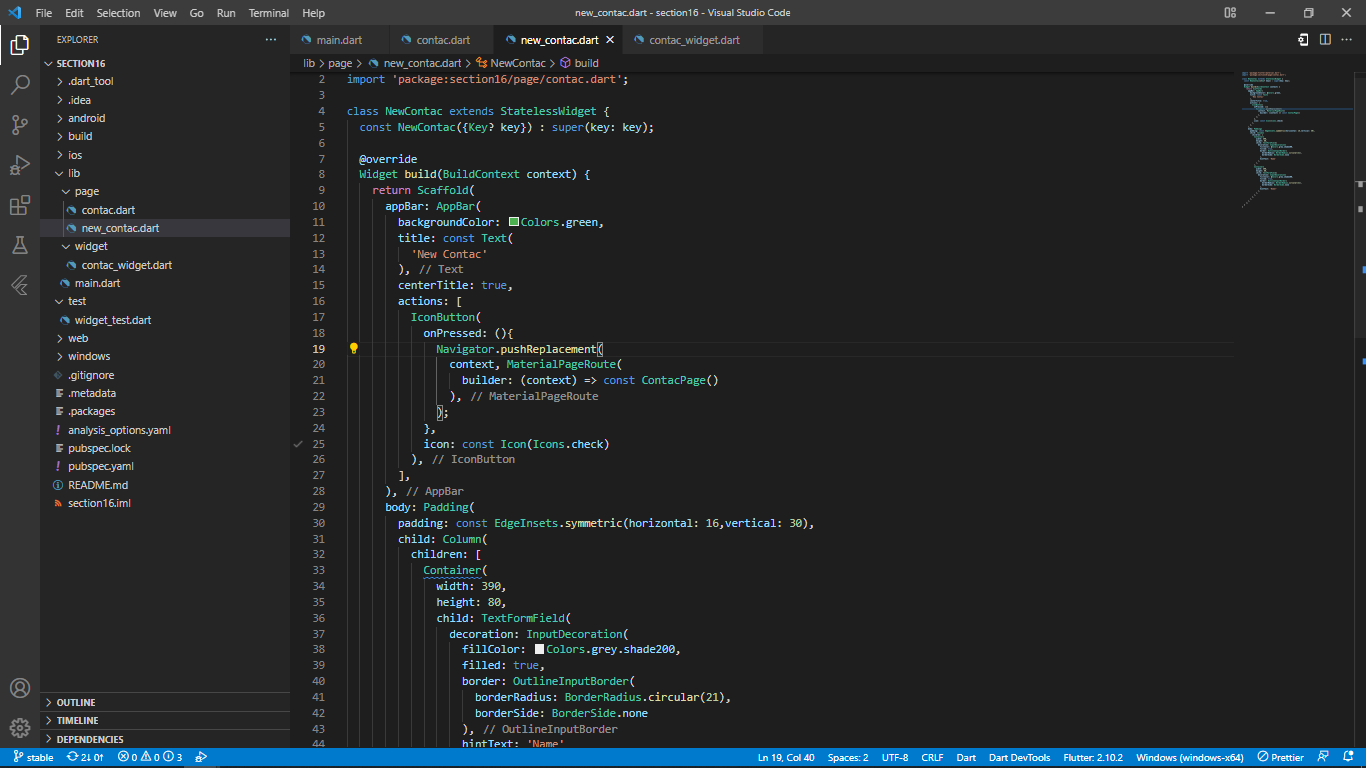 File Edit Selection View Go Run Terminal Help
new_contac.dart - section16 - Visual Studio Code
EXPLORER
SECTION16
.dart_tool
.idea
android
build
ios
lib
page
contac.dart
new_contac.dart
widget
contac_widget.dart
main.dart
test
widget_test.dart
web
windows
.gitignore
.metadata
.packages
analysis_options.yaml
pubspec.lock
pubspec.yaml
README.md
section16.iml
OUTLINE
TIMELINE
DEPENDENCIES
main.dart contac.dart new_contac.dart contac_widget.dart
lib > page > new_contac.dart > NewContac > build
2 import 'package:section16/page/contac.dart';
3
4 class NewContac extends StatelessWidget {
5 const NewContac({Key? key}) : super(key: key);
6
7 @override
8 Widget build(BuildContext context) {
9 return Scaffold(
10 appBar: AppBar(
11 backgroundColor: Colors.green,
12 title: const Text(
13 'New Contac'
14 ), // Text
15 centerTitle: true,
16 actions: [
17 IconButton(
18 onPressed: (){
19 Navigator.pushReplacement(
20 context, MaterialPageRoute(
21 builder: (context) => const ContacPage()
22 ), // MaterialPageRoute
23 );
24 },
25 icon: const Icon(Icons.check)
26 ), // IconButton
27 ],
28 ), // AppBar
29 body: Padding(
30 padding: const EdgeInsets.symmetric(horizontal: 16,vertical: 30),
31 child: Column(
32 children: [
33 Container(
34 width: 390,
35 height: 80,
36 child: TextFormField(
37 decoration: InputDecoration(
38 fillColor: Colors.grey.shade200,
39 filled: true,
40 border: OutlineInputBorder(
41 borderRadius: BorderRadius.circular(21),
42 borderSide: BorderSide.none
43 ), // OutlineInputBorder
44 hintText: 'Name'
stable 2↓ 0↑ 0 0 3 Ln 19, Col 40 Spaces: 2 UTF-8 CRLF Dart Dart DevTools Flutter: 2.10.2 Windows (windows-x64) Prettier